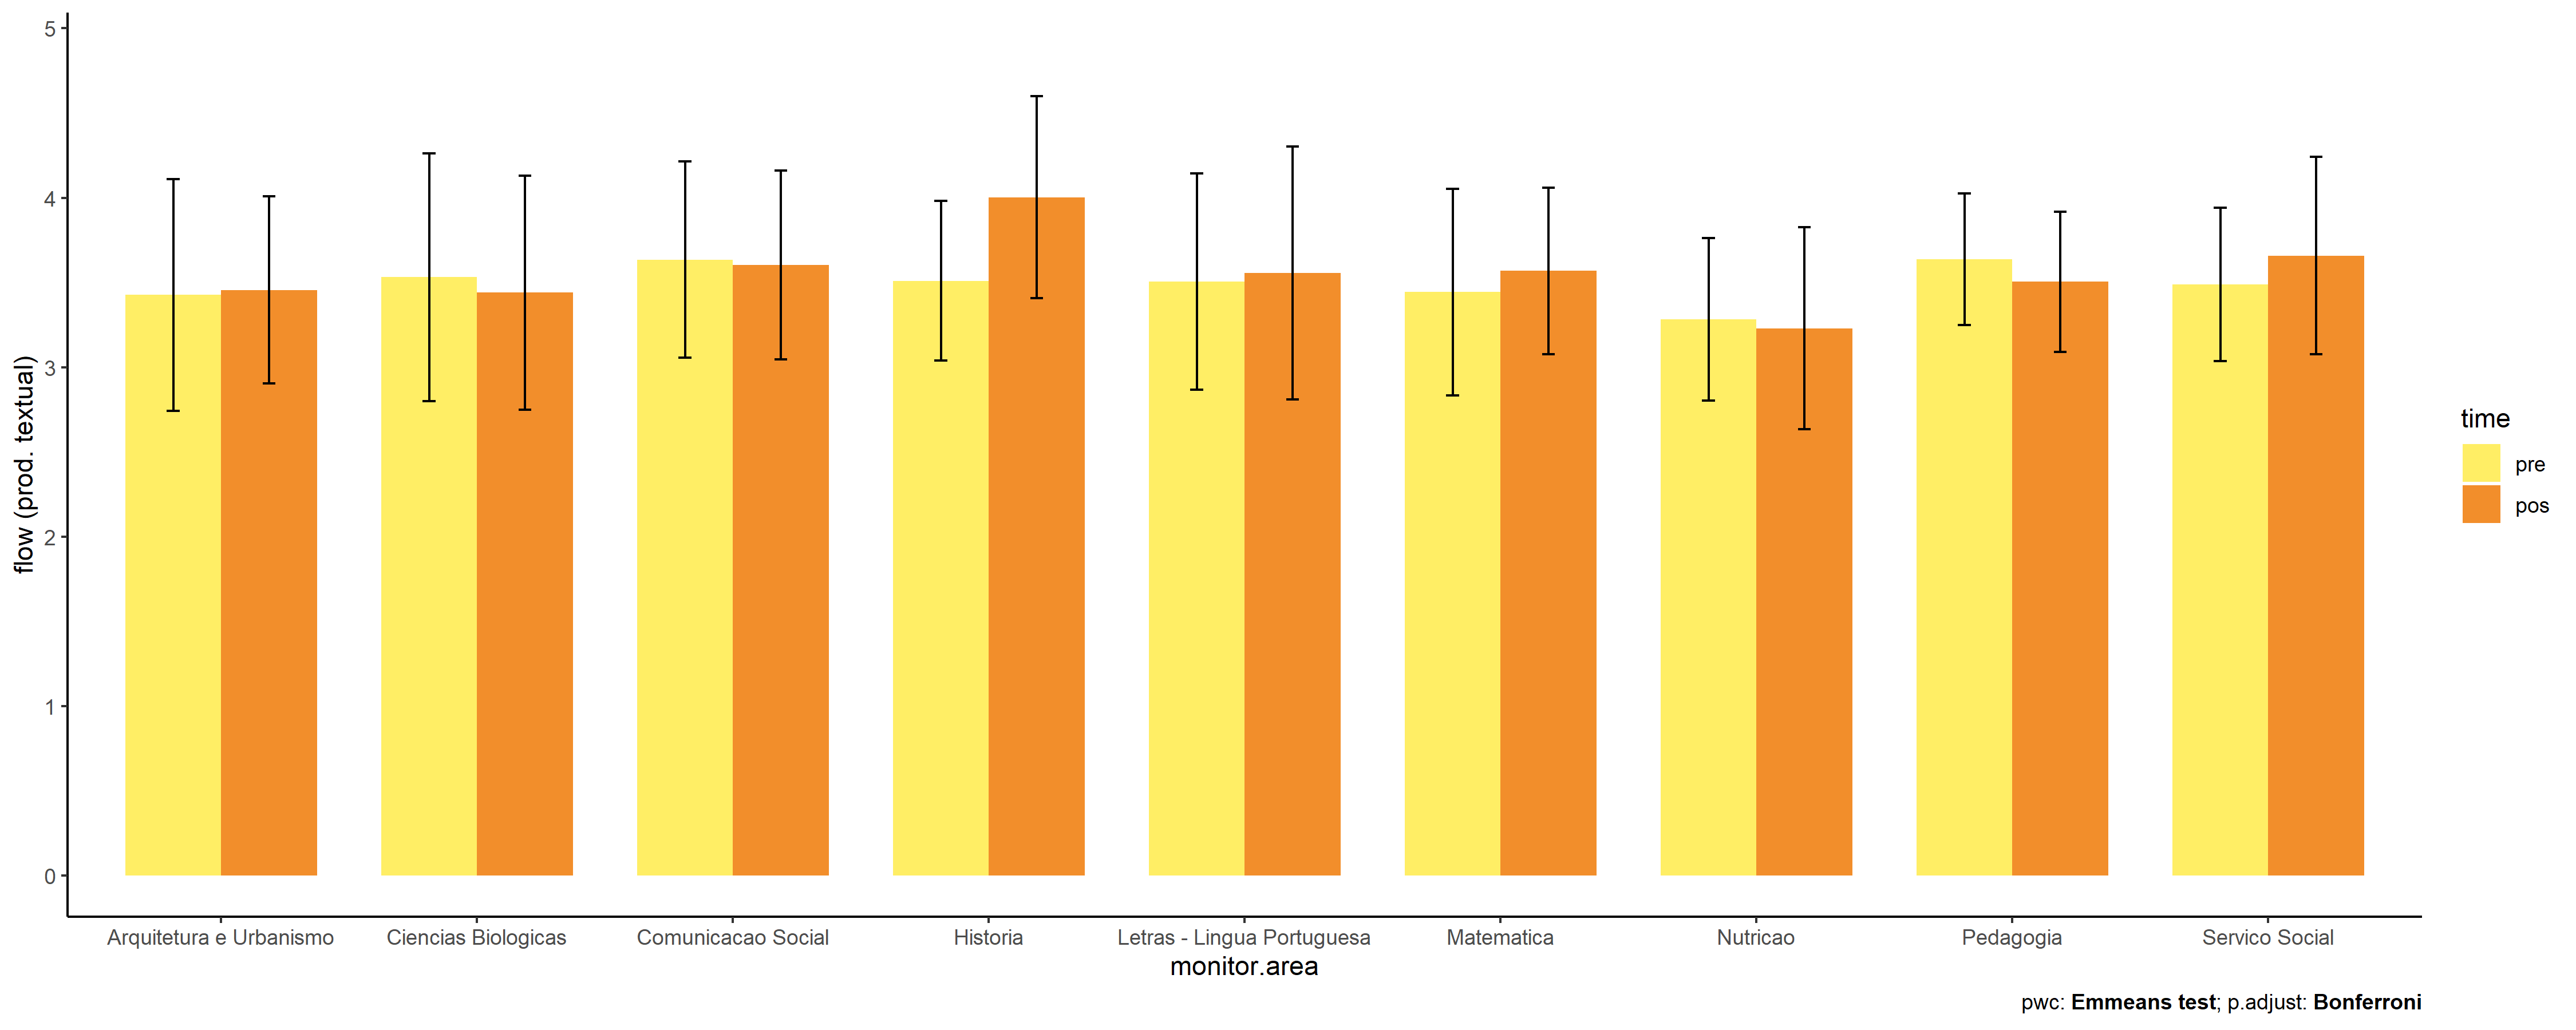 flow (prod. textual)
5
4
3
2
1
0
Arquitetura e Urbanismo
Ciencias Biologicas
Comunicacao Social
Historia
Letras - Lingua Portuguesa
Matematica
Nutricao
Pedagogia
Servico Social
monitor.area
time
pre
pos
pwc: Emmeans test; p.adjust: Bonferroni